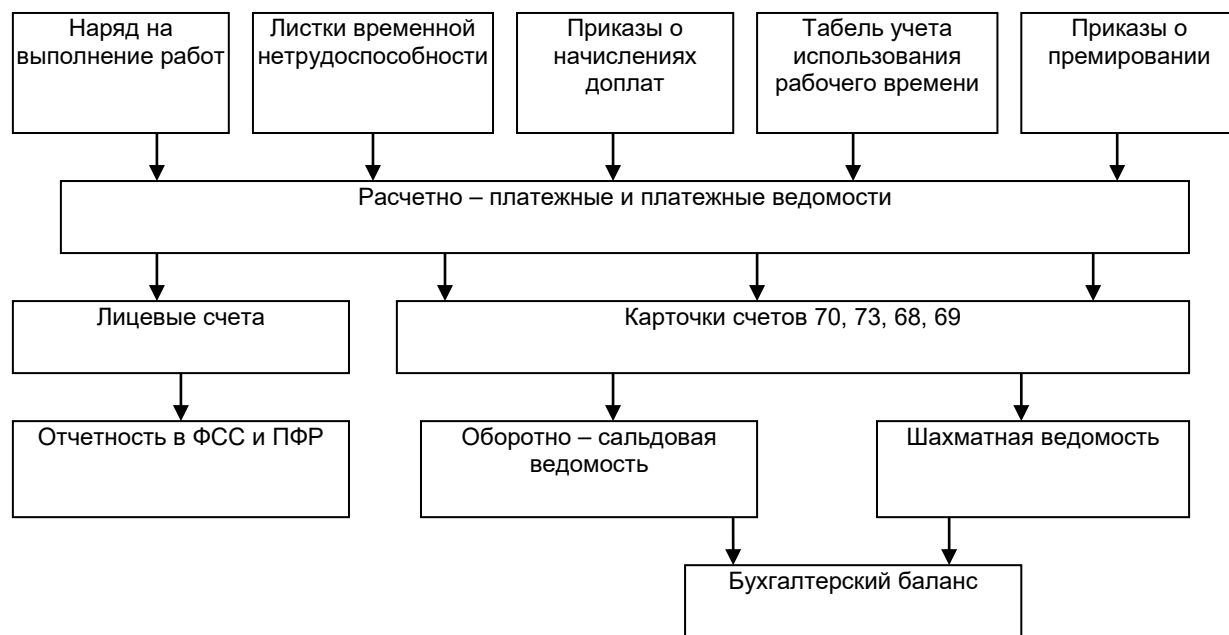 Наряд на
выполнение работ
Листки временной
нетрудоспособности
Приказы о
начислениях
доплат
Табель учета
использования
рабочего времени
Приказы о
премировании
Расчетно – платежные и платежные ведомости
Лицевые счета
Карточки счетов 70, 73, 68, 69
Отчетность в ФСС и ПФР
Оборотно – сальдовая
ведомость
Шахматная ведомость
Бухгалтерский баланс